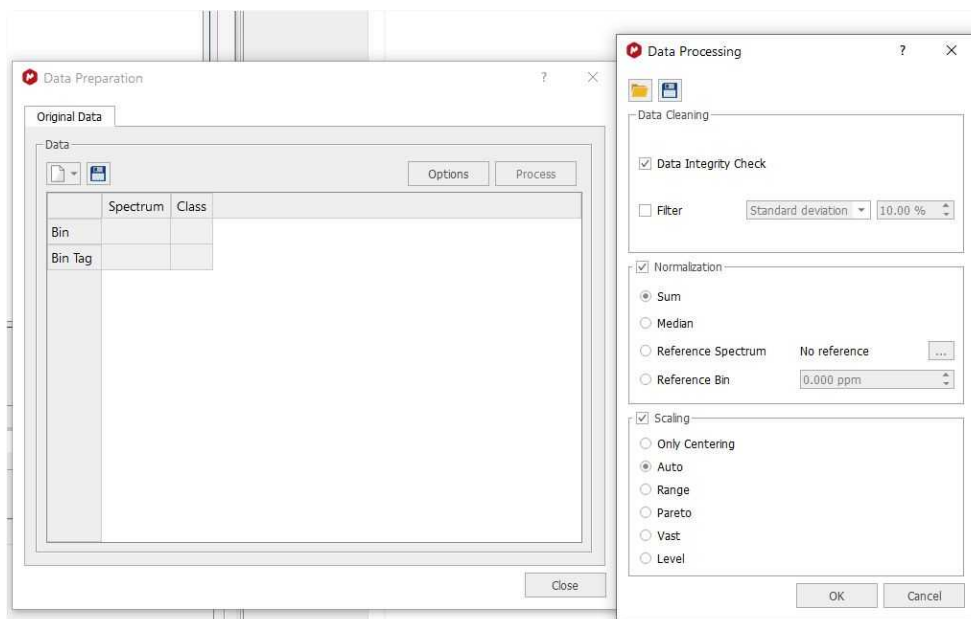 Data Preparation
?
Original Data
Data
Options Process
Spectrum Class
Bin
Bin Tag
Close
Data Processing
?
Data Cleaning
Data Integrity Check
Filter Standard deviation 10.00 %
Normalization
Sum
Median
Reference Spectrum No reference ...
Reference Bin 0.000 ppm
Scaling
Only Centering
Auto
Range
Pareto
Vast
Level
OK Cancel